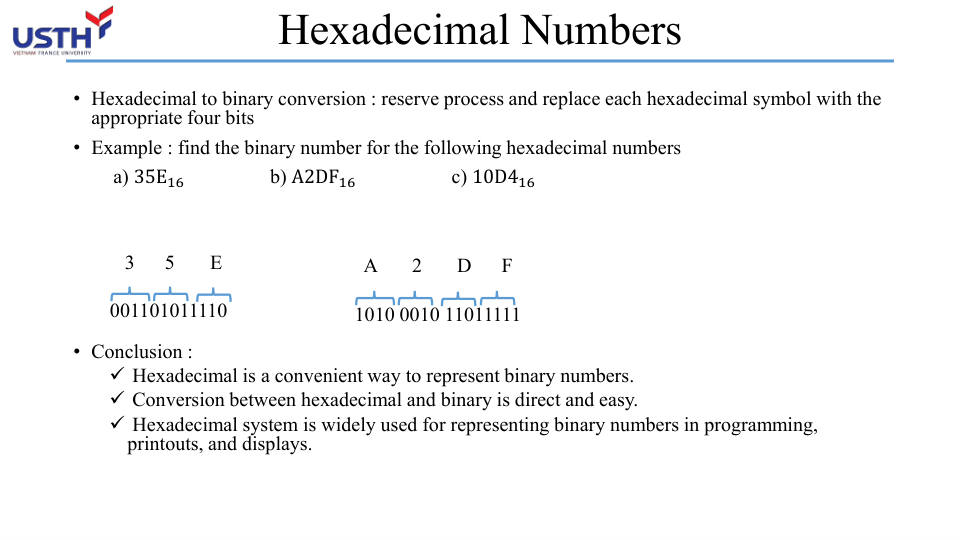 USTH
VIETNAM FRANCE UNIVERSITY
Hexadecimal Numbers
• Hexadecimal to binary conversion : reserve process and replace each hexadecimal symbol with the
appropriate four bits
• Example : find the binary number for the following hexadecimal numbers
a) 35E₁₆ b) A2DF₁₆ c) 10D4₁₆
3 5 E A 2 D F
001101011110 1010 0010 11011111
• Conclusion :
✓ Hexadecimal is a convenient way to represent binary numbers.
✓ Conversion between hexadecimal and binary is direct and easy.
✓ Hexadecimal system is widely used for representing binary numbers in programming,
printouts, and displays.